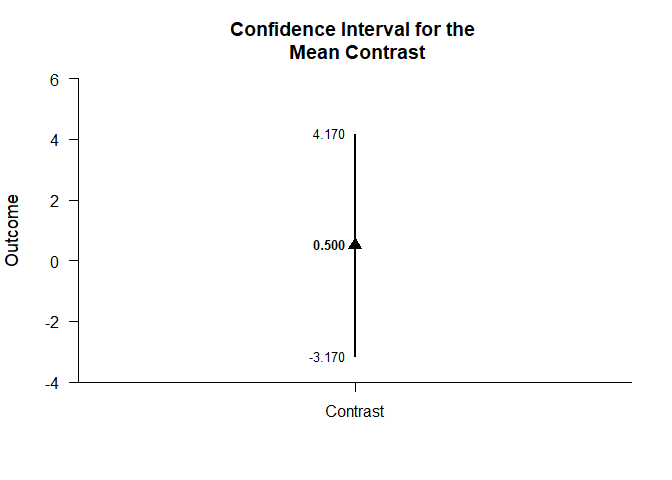 Confidence Interval for the
Mean Contrast
6
4
2
0
-2
-4
Outcome
4.170
0.500
-3.170
Contrast